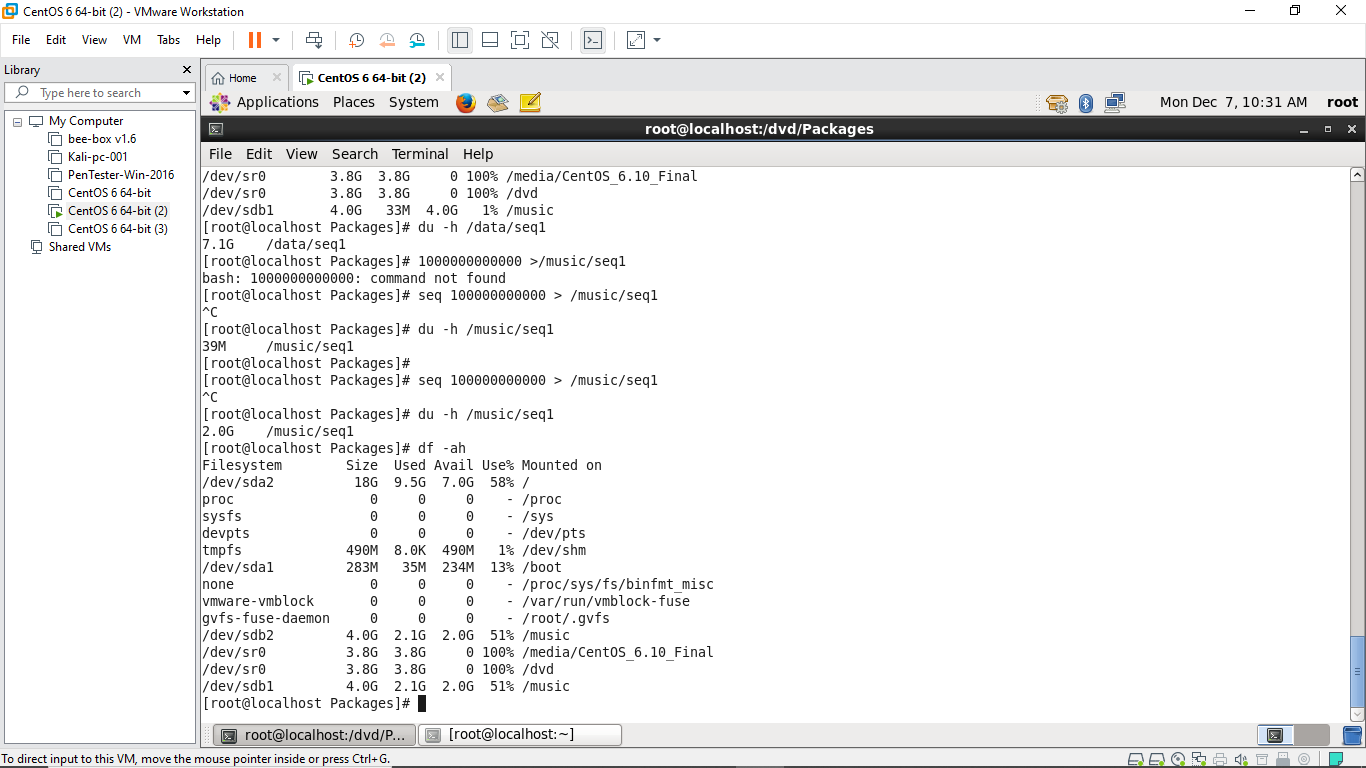 CentOS 6 64-bit (2) - VMware Workstation
File Edit View VM Tabs Help
Library
Type here to search
My Computer
bee-box v1.6
Kali-pc-001
PenTester-Win-2016
CentOS 6 64-bit
CentOS 6 64-bit (2)
CentOS 6 64-bit (3)
Shared VMs
Home
CentOS 6 64-bit (2)
Applications Places System
Mon Dec 7, 10:31 AM root
root@localhost:/dvd/Packages
File Edit View Search Terminal Help
/dev/sr0 3.8G 3.8G 0 100% /media/CentOS_6.10_Final
/dev/sr0 3.8G 3.8G 0 100% /dvd
/dev/sdb1 4.0G 33M 4.0G 1% /music
[root@localhost Packages]# du -h /data/seq1
7.1G /data/seq1
[root@localhost Packages]# 1000000000000 >/music/seq1
bash: 1000000000000: command not found
[root@localhost Packages]# seq 100000000000 > /music/seq1
^C
[root@localhost Packages]# du -h /music/seq1
39M /music/seq1
[root@localhost Packages]#
[root@localhost Packages]# seq 100000000000 > /music/seq1
^C
[root@localhost Packages]# du -h /music/seq1
2.0G /music/seq1
[root@localhost Packages]# df -ah
Filesystem Size Used Avail Use% Mounted on
/dev/sda2 18G 9.5G 7.0G 58% /
proc 0 0 0 - /proc
sysfs 0 0 0 - /sys
devpts 0 0 0 - /dev/pts
tmpfs 490M 8.0K 490M 1% /dev/shm
/dev/sda1 283M 35M 234M 13% /boot
none 0 0 0 - /proc/sys/fs/binfmt_misc
vmware-vmblock 0 0 0 - /var/run/vmblock-fuse
gvfs-fuse-daemon 0 0 0 - /root/.gvfs
/dev/sdb2 4.0G 2.1G 2.0G 51% /music
/dev/sr0 3.8G 3.8G 0 100% /media/CentOS_6.10_Final
/dev/sr0 3.8G 3.8G 0 100% /dvd
/dev/sdb1 4.0G 2.1G 2.0G 51% /music
[root@localhost Packages]#
root@localhost:/dvd/P...
[root@localhost:~]
To direct input to this VM, move the mouse pointer inside or press Ctrl+G.